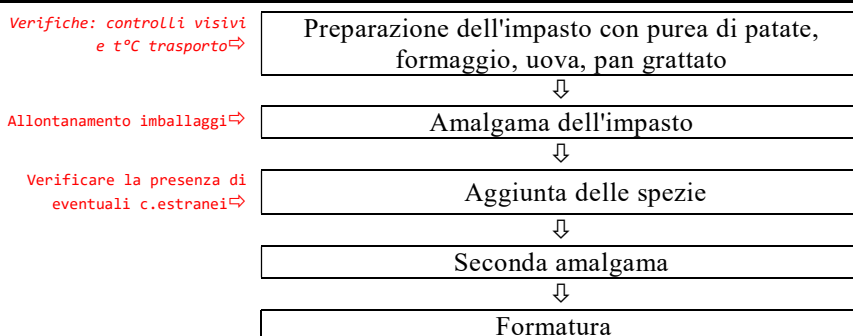 Verifiche: controlli visivi
e t°C trasporto⇨
Preparazione dell'impasto con purea di patate,
formaggio, uova, pan grattato
⇩
Allontanamento imballaggi⇨
Amalgama dell'impasto
⇩
Verificare la presenza di
eventuali c.estranei⇨
Aggiunta delle spezie
⇩
Seconda amalgama
⇩
Formatura